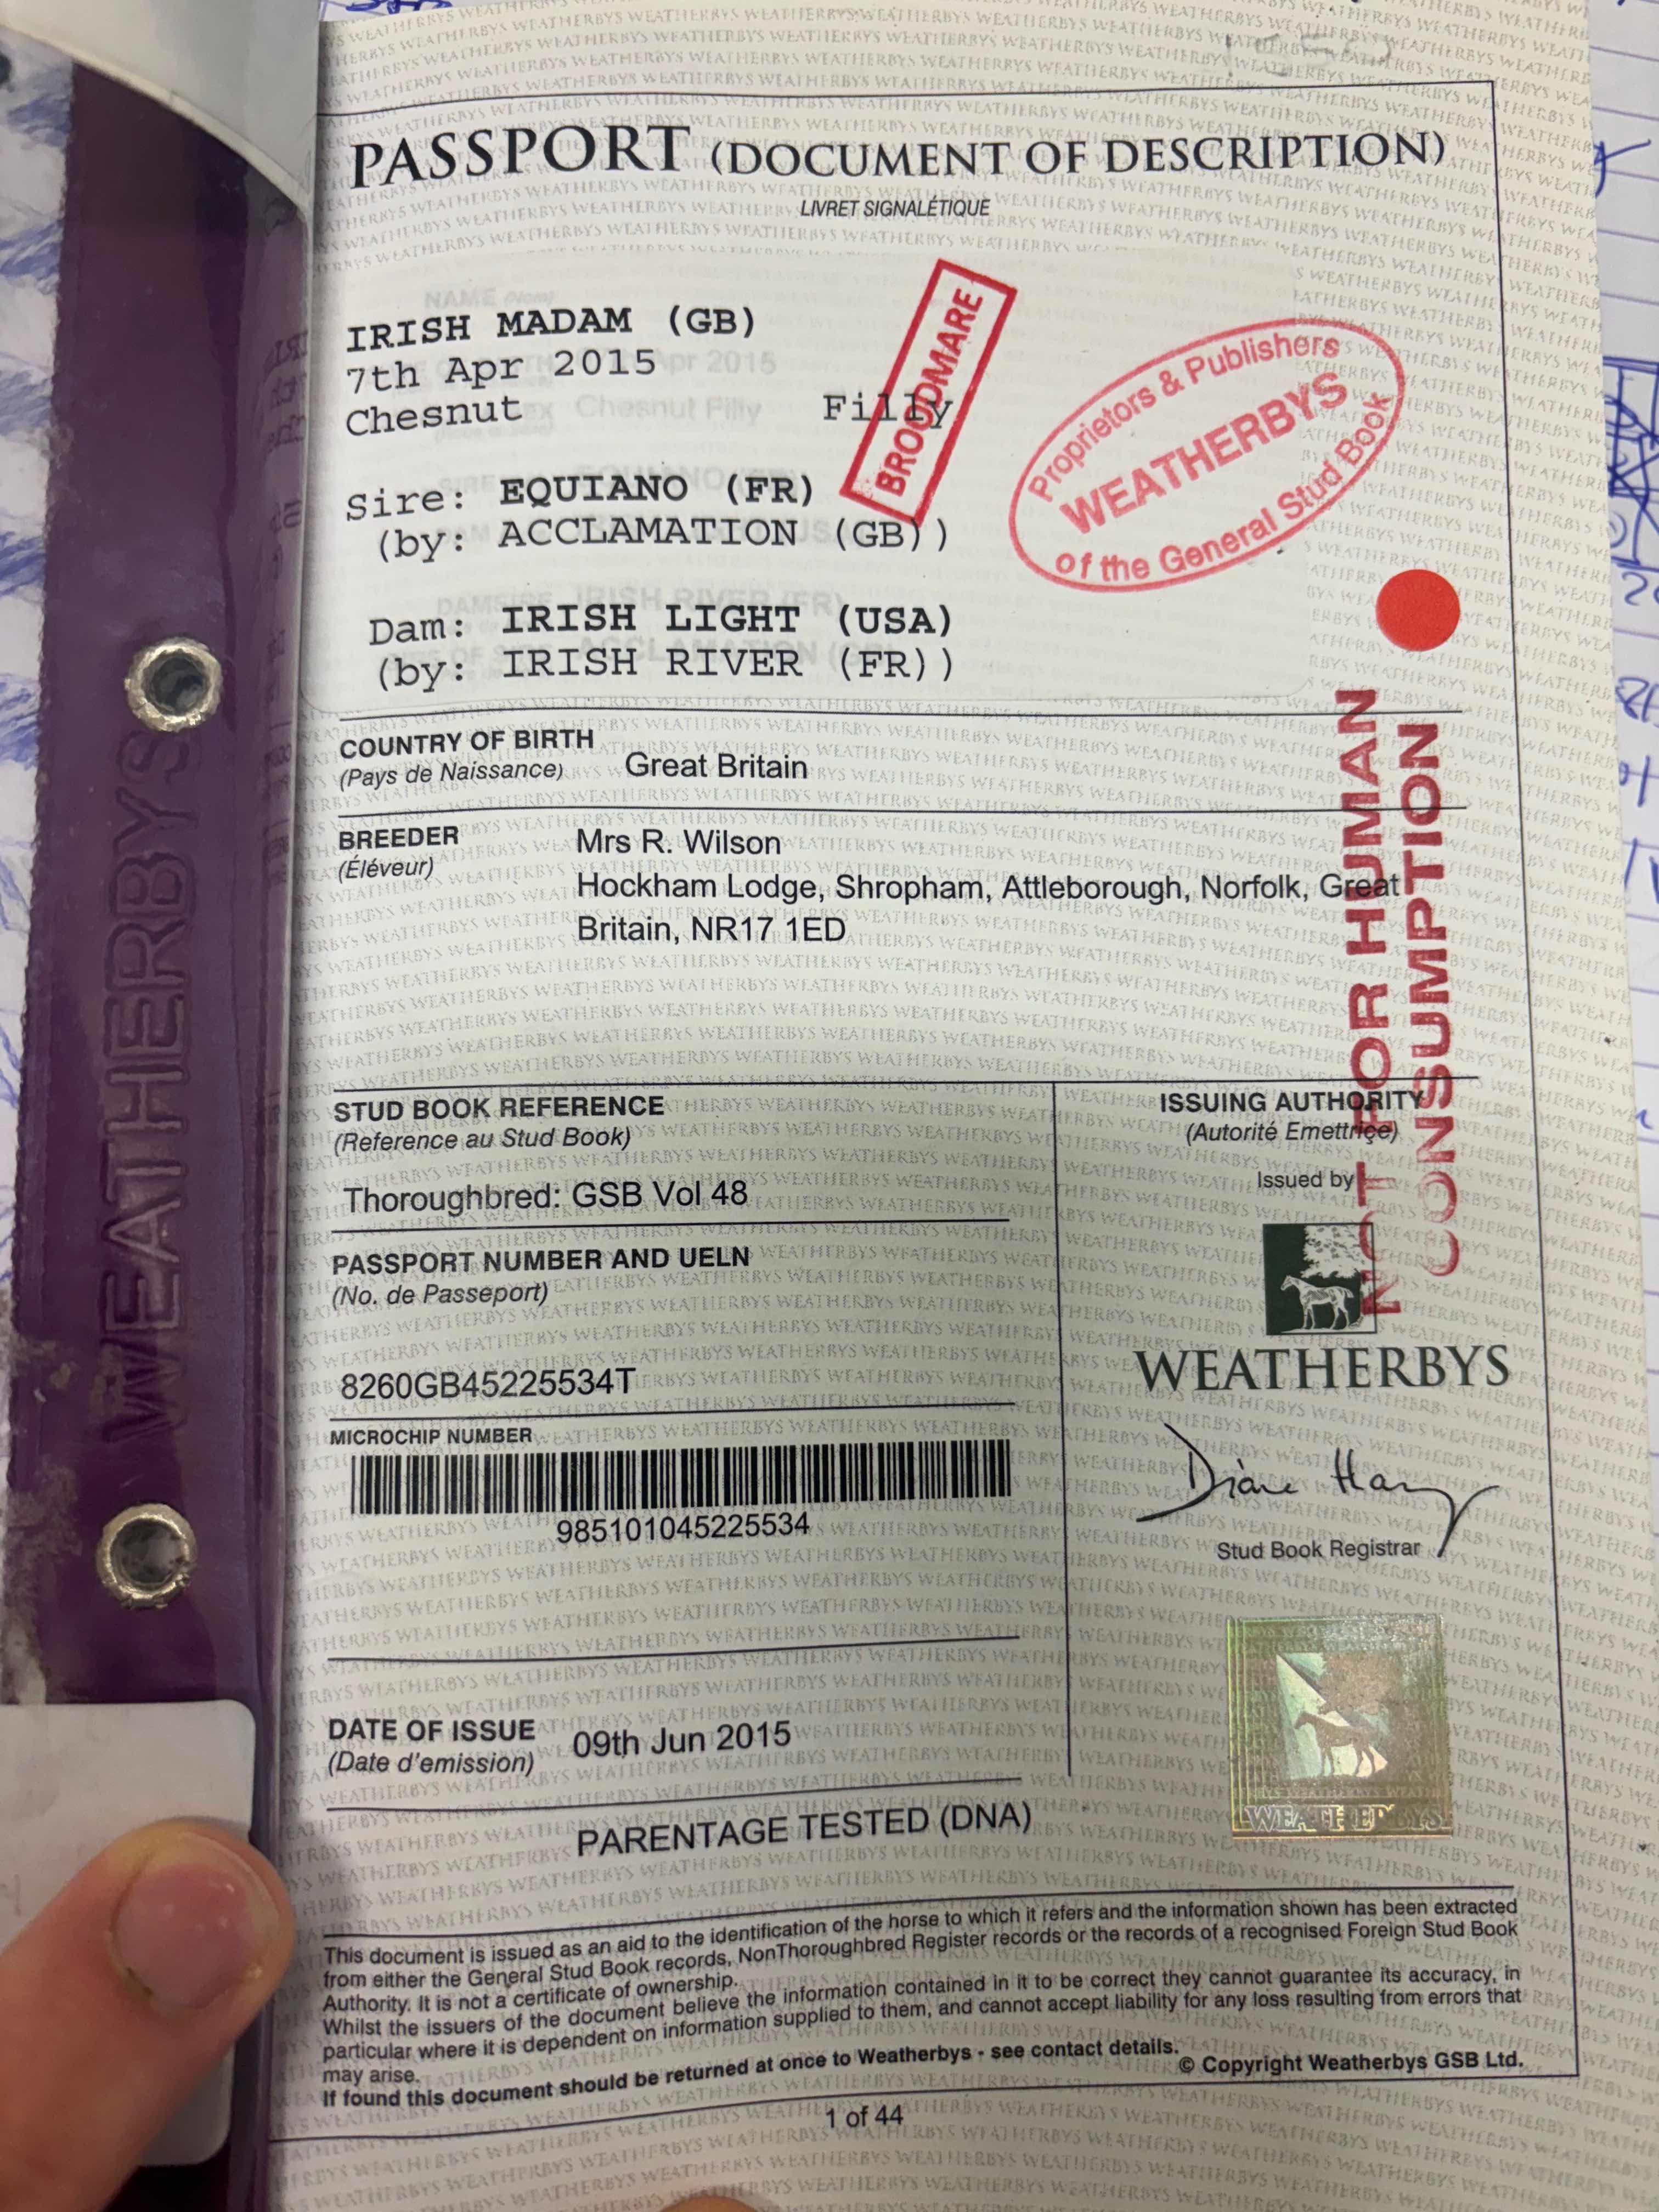 PASSPORT (DOCUMENT OF DESCRIPTION)
LIVRET SIGNALÉTIQUE
IRISH MADAM (GB)
7th Apr 2015
Chesnut Filly
BROODMARE
Proprietors & Publishers
WEATHERBYS
of the General Stud Book
Sire: EQUIANO (FR)
(by: ACCLAMATION (GB))
Dam: IRISH LIGHT (USA)
(by: IRISH RIVER (FR))
NOT FOR HUMAN
CONSUMPTION
COUNTRY OF BIRTH
(Pays de Naissance) Great Britain
BREEDER Mrs R. Wilson
(Éléveur)
Hockham Lodge, Shropham, Attleborough, Norfolk, Great
Britain, NR17 1ED
STUD BOOK REFERENCE
(Reference au Stud Book)
Thoroughbred: GSB Vol 48
PASSPORT NUMBER AND UELN
(No. de Passeport)
8260GB45225534T
MICROCHIP NUMBER
985101045225534
DATE OF ISSUE 09th Jun 2015
(Date d'emission)
ISSUING AUTHORITY
(Autorité Emettrice)
Issued by
WEATHERBYS
Stud Book Registrar
WEATHERBYS
PARENTAGE TESTED (DNA)
This document is issued as an aid to the identification of the horse to which it refers and the information shown has been extracted
from either the General Stud Book records, NonThoroughbred Register records or the records of a recognised Foreign Stud Book
Authority. It is not a certificate of ownership.
Whilst the issuers of the document believe the information contained in it to be correct they cannot guarantee its accuracy, in
particular where it is dependent on information supplied to them, and cannot accept liability for any loss resulting from errors that
may arise.
If found this document should be returned at once to Weatherbys - see contact details.
© Copyright Weatherbys GSB Ltd.
1 of 44
WEATHERBYS